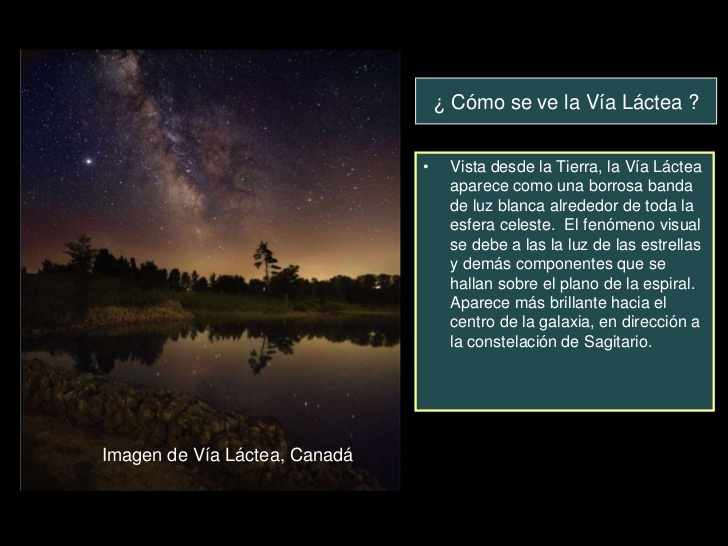 ¿ Cómo se ve la Vía Láctea ?
• Vista desde la Tierra, la Vía Láctea
aparece como una borrosa banda
de luz blanca alrededor de toda la
esfera celeste.  El fenómeno visual
se debe a las la luz de las estrellas
y demás componentes que se
hallan sobre el plano de la espiral.
Aparece más brillante hacia el
centro de la galaxia, en dirección a
la constelación de Sagitario.
Imagen de Vía Láctea, Canadá